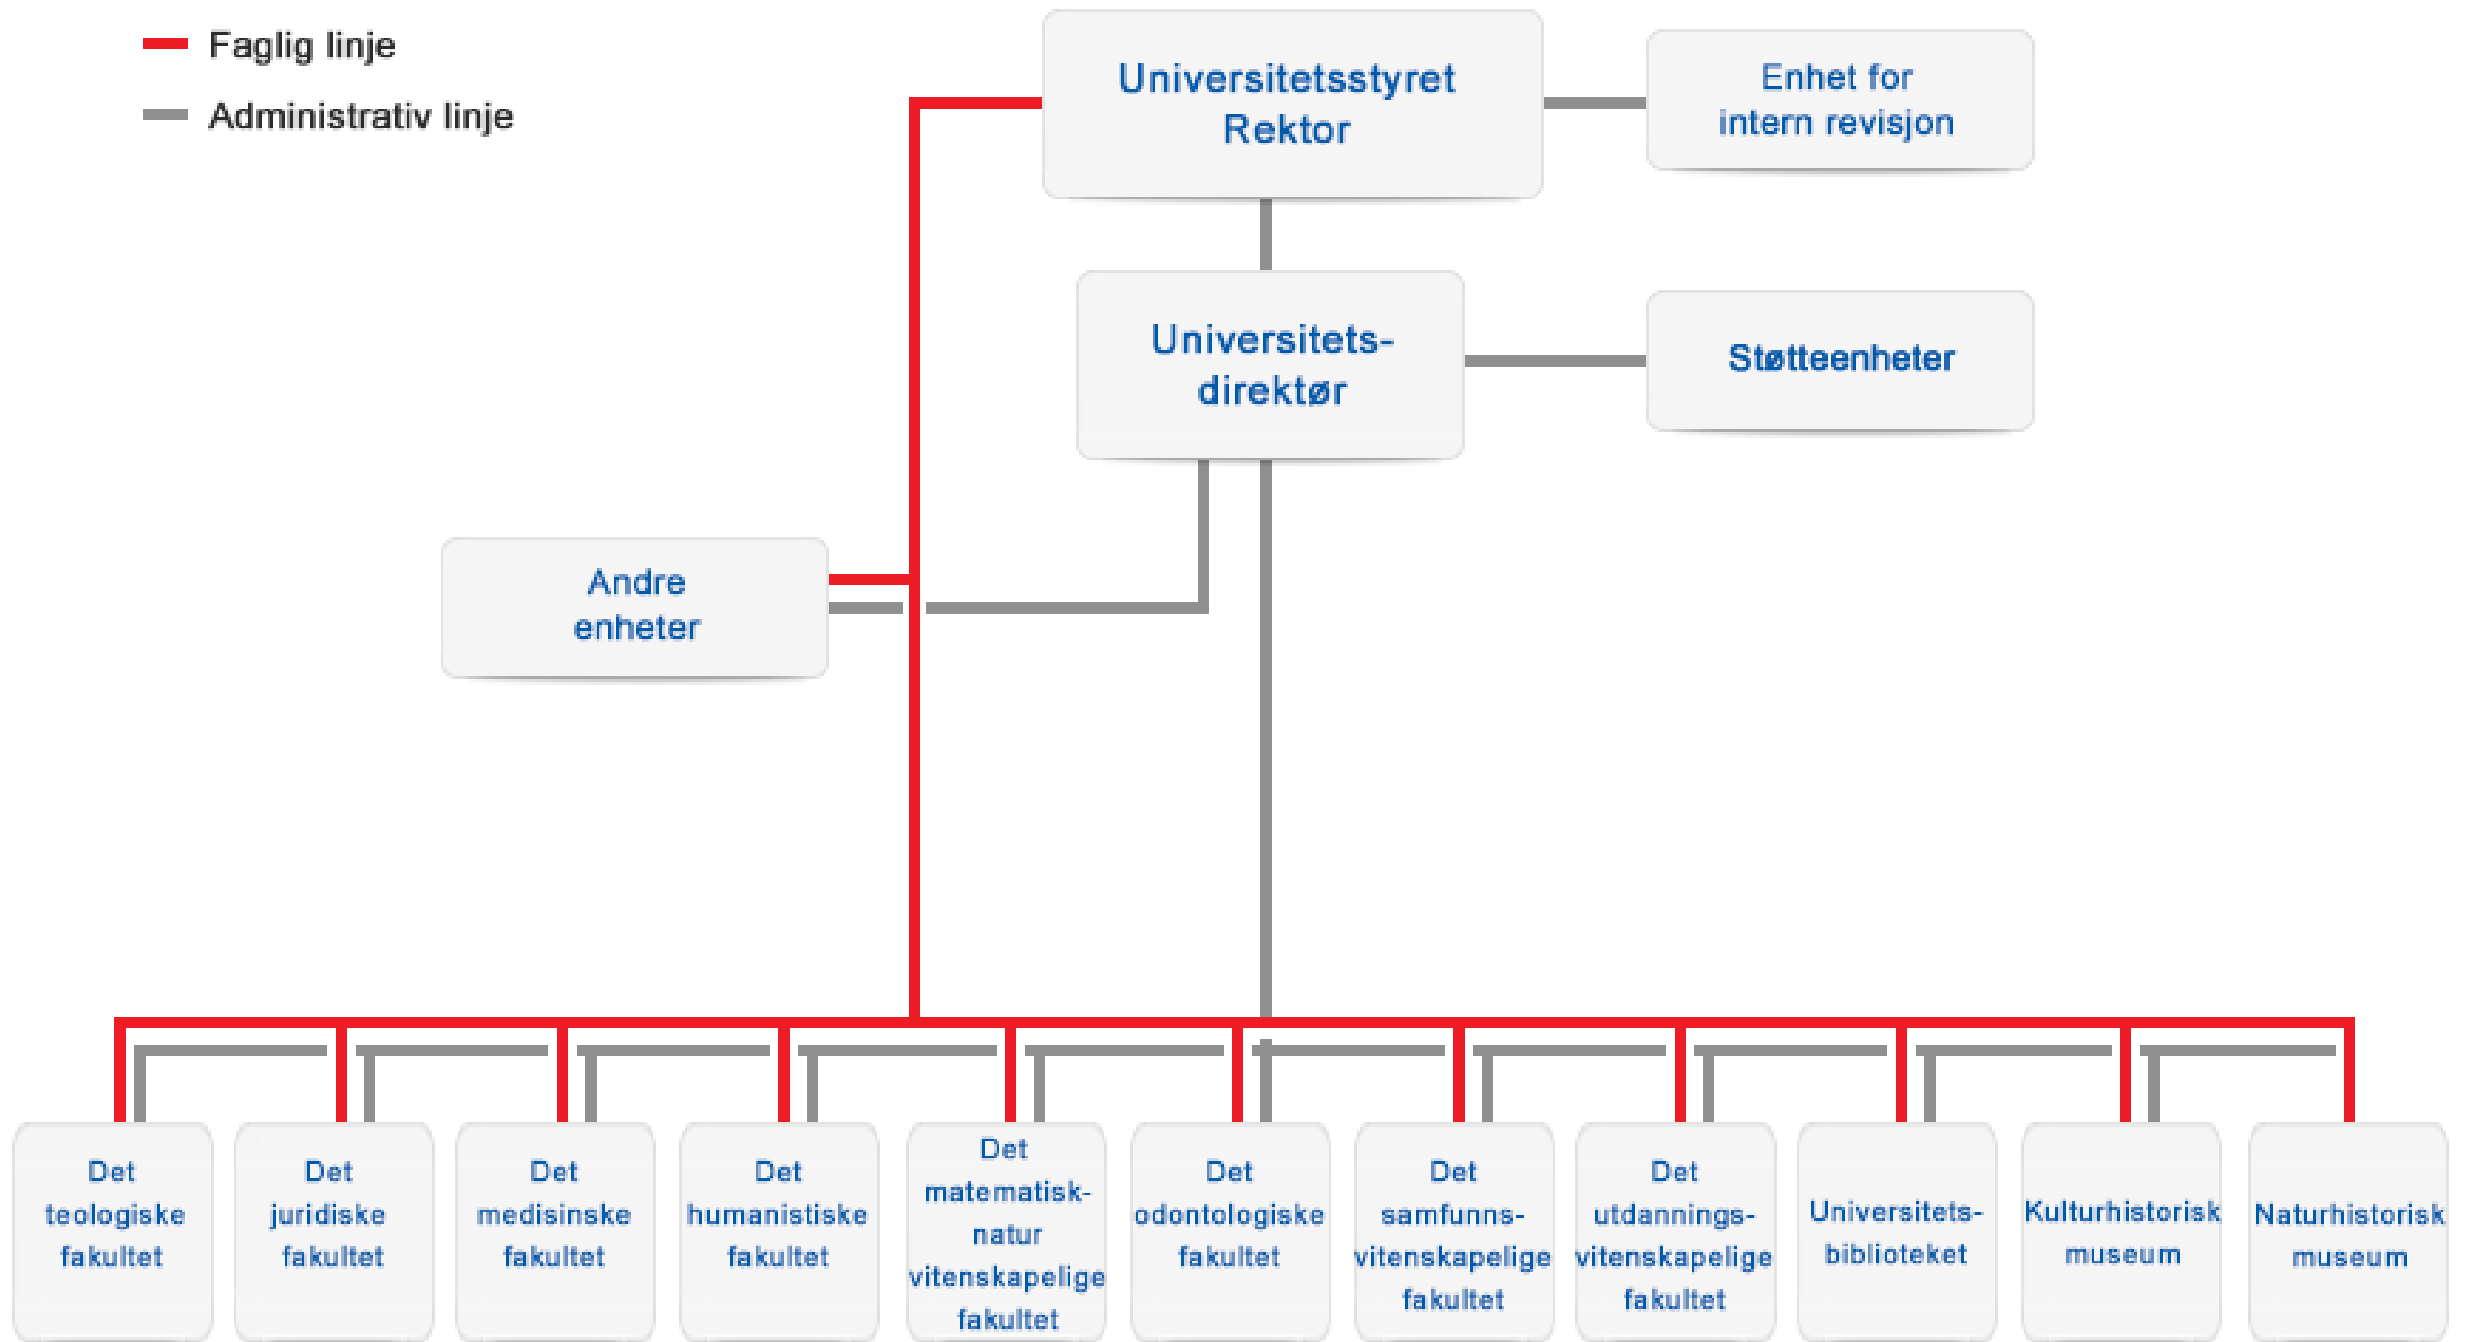 Faglig linje
Administrativ linje
Universitetsstyret
Rektor
Enhet for
intern revisjon
Universitets-
direktør
Støtteenheter
Andre
enheter
Det
teologiske
fakultet
Det
juridiske
fakultet
Det
medisinske
fakultet
Det
humanistiske
fakultet
Det
matematisk-
natur
vitenskapelige
fakultet
Det
odontologiske
fakultet
Det
samfunns-
vitenskapelige
fakultet
Det
utdannings-
vitenskapelige
fakultet
Universitets-
biblioteket
Kulturhistorisk
museum
Naturhistorisk
museum